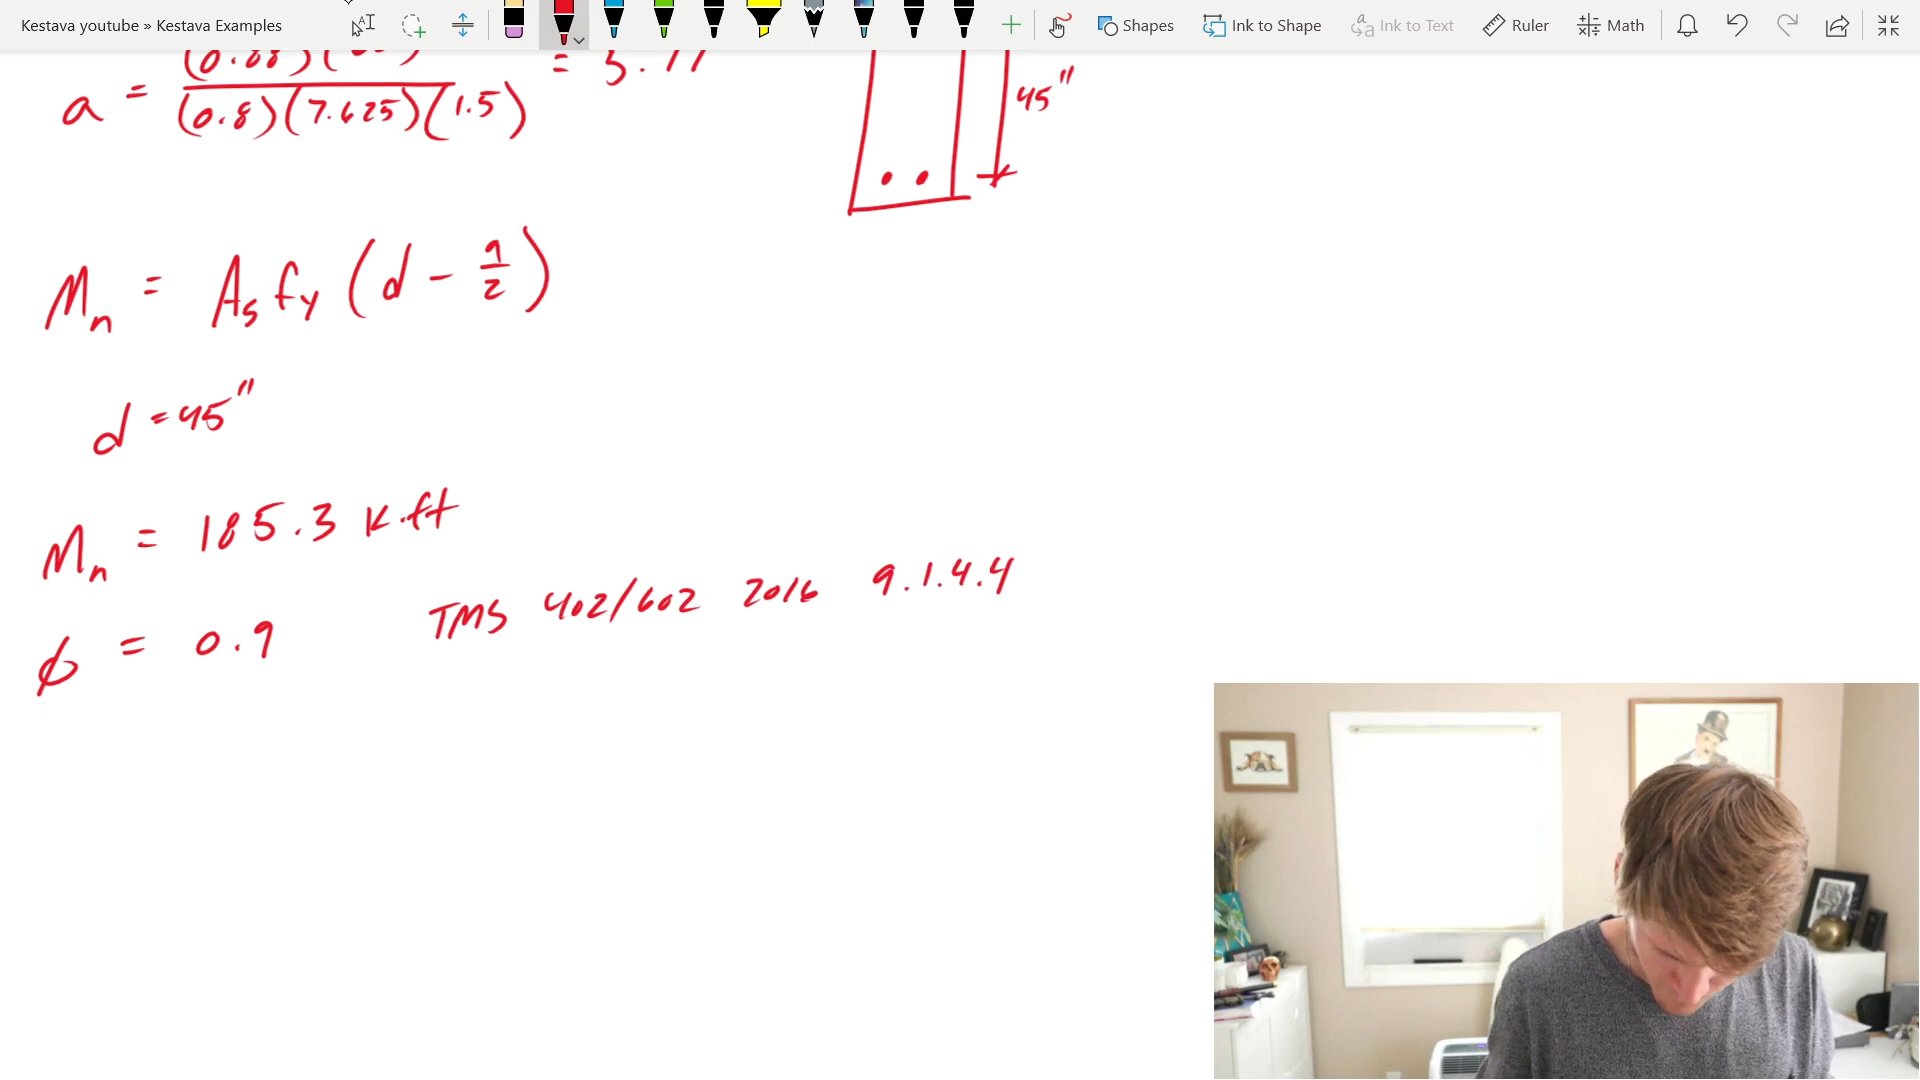 Kestava youtube » Kestava Examples
Shapes
Ink to Shape
Ink to Text
Ruler
Math
a = / (0.8)(7.625)(1.5) =
45"
Mn = As fy (d - a/2)
d = 45"
Mn = 185.3 k·ft
ϕ = 0.9 TMS 402/602 2016 9.1.4.4